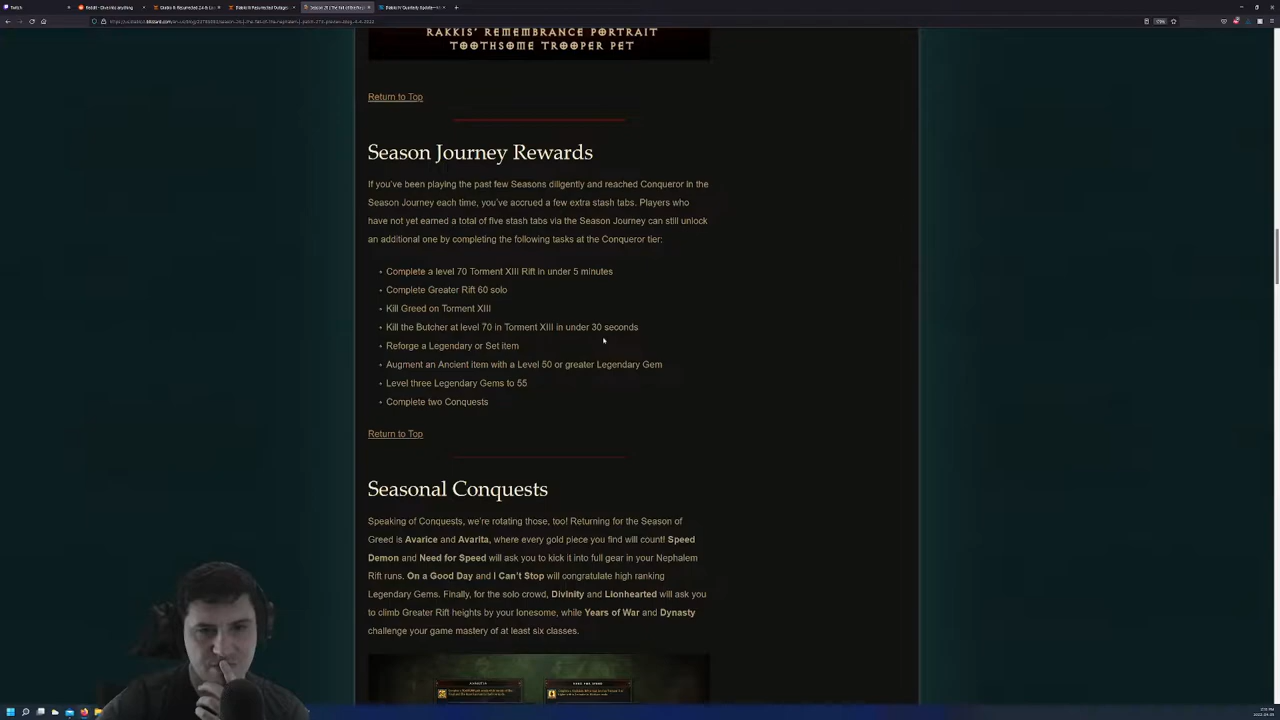 Twitch
RAKKIS' REMEMBRANCE PORTRAIT
TOOTHSOME TROOPER PET
Return to Top
Season Journey Rewards
If you've been playing the past few Seasons diligently and reached Conqueror in the
Season Journey each time, you've accrued a few extra stash tabs. Players who
have not yet earned a total of five stash tabs via the Season Journey can still unlock
an additional one by completing the following tasks at the Conqueror tier:
• Complete a level 70 Torment XIII Rift in under 5 minutes
• Complete Greater Rift 60 solo
• Kill Greed on Torment XIII
• Kill the Butcher at level 70 in Torment XIII in under 30 seconds
• Reforge a Legendary or Set item
• Augment an Ancient item with a Level 50 or greater Legendary Gem
• Level three Legendary Gems to 55
• Complete two Conquests
Return to Top
Seasonal Conquests
Speaking of Conquests, we're rotating those, too! Returning for the Season of
Greed is Avarice and Avarita, where every gold piece you find will count! Speed
Demon and Need for Speed will ask you to kick it into full gear in your Nephalem
Rift runs. On a Good Day and I Can't Stop will congratulate high ranking
Legendary Gems. Finally, for the solo crowd, Divinity and Lionhearted will ask you
to climb Greater Rift heights by your lonesome, while Years of War and Dynasty
challenge your game mastery of at least six classes.